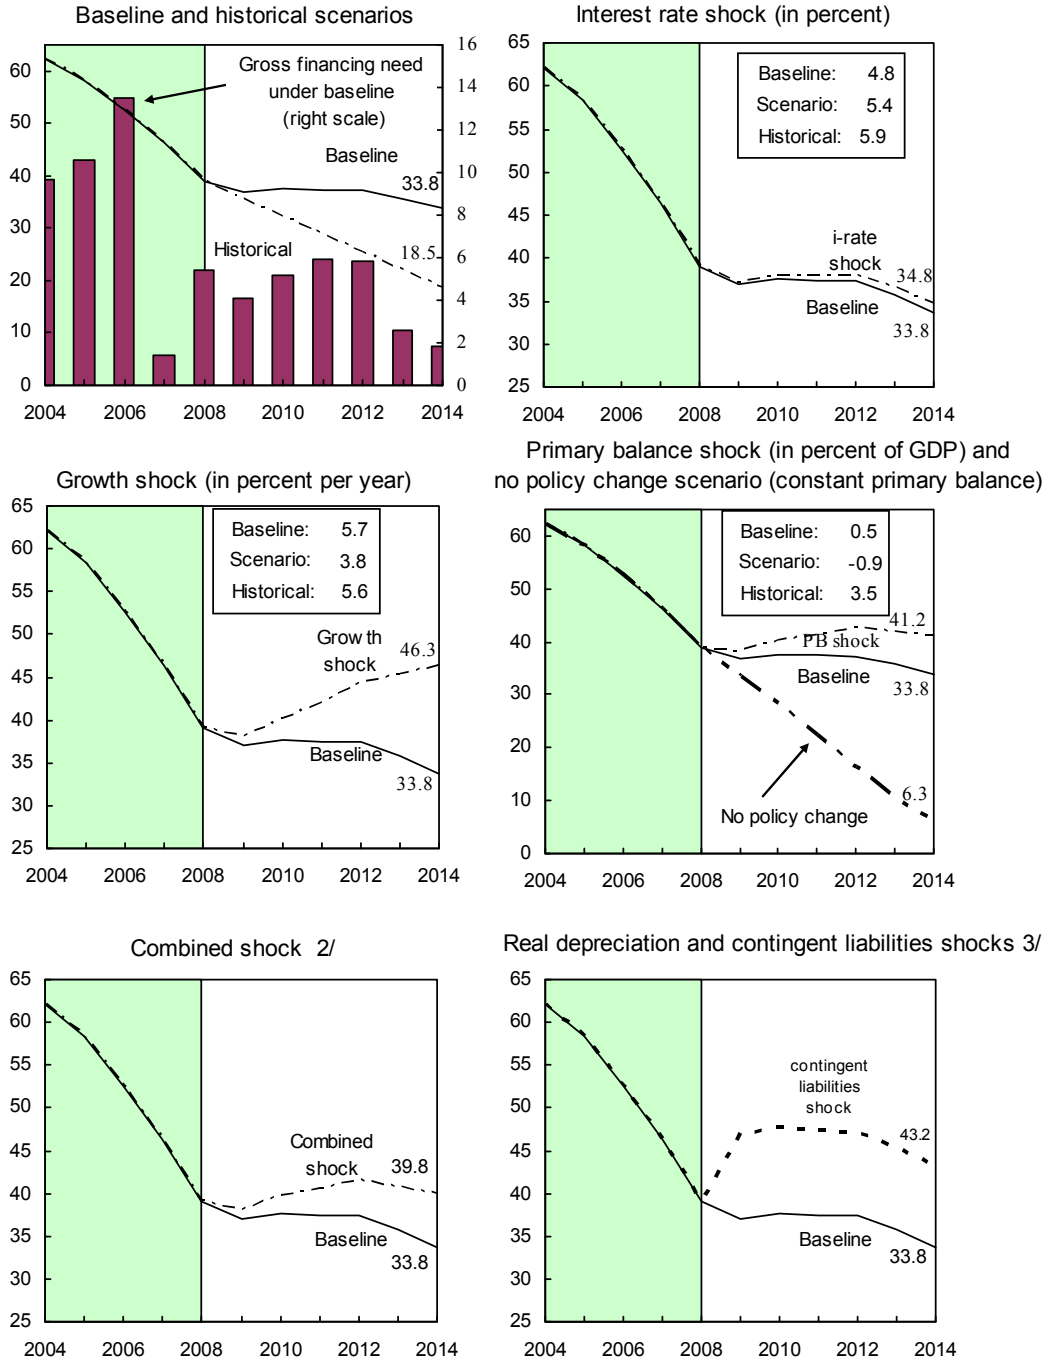 Baseline and historical scenarios
60
50
40
30
20
10
0
16
14
12
10
8
6
4
2
0
Gross financing need
under baseline
(right scale)
Baseline
33.8
Historical
18.5
2004 2006 2008 2010 2012 2014
Interest rate shock (in percent)
65
60
55
50
45
40
35
30
25
Baseline: 4.8
Scenario: 5.4
Historical: 5.9
i-rate
shock
34.8
Baseline
33.8
2004 2006 2008 2010 2012 2014
Growth shock (in percent per year)
65
60
55
50
45
40
35
30
25
Baseline: 5.7
Scenario: 3.8
Historical: 5.6
Growth
shock
46.3
Baseline
33.8
2004 2006 2008 2010 2012 2014
Primary balance shock (in percent of GDP) and
no policy change scenario (constant primary balance)
60
50
40
30
20
10
0
Baseline: 0.5
Scenario: -0.9
Historical: 3.5
41.2
PB shock
Baseline
33.8
6.3
No policy change
2004 2006 2008 2010 2012 2014
Combined shock 2/
65
60
55
50
45
40
35
30
25
Combined
shock
39.8
Baseline
33.8
2004 2006 2008 2010 2012 2014
Real depreciation and contingent liabilities shocks 3/
65
60
55
50
45
40
35
30
25
contingent
liabilities
shock
43.2
Baseline
33.8
2004 2006 2008 2010 2012 2014